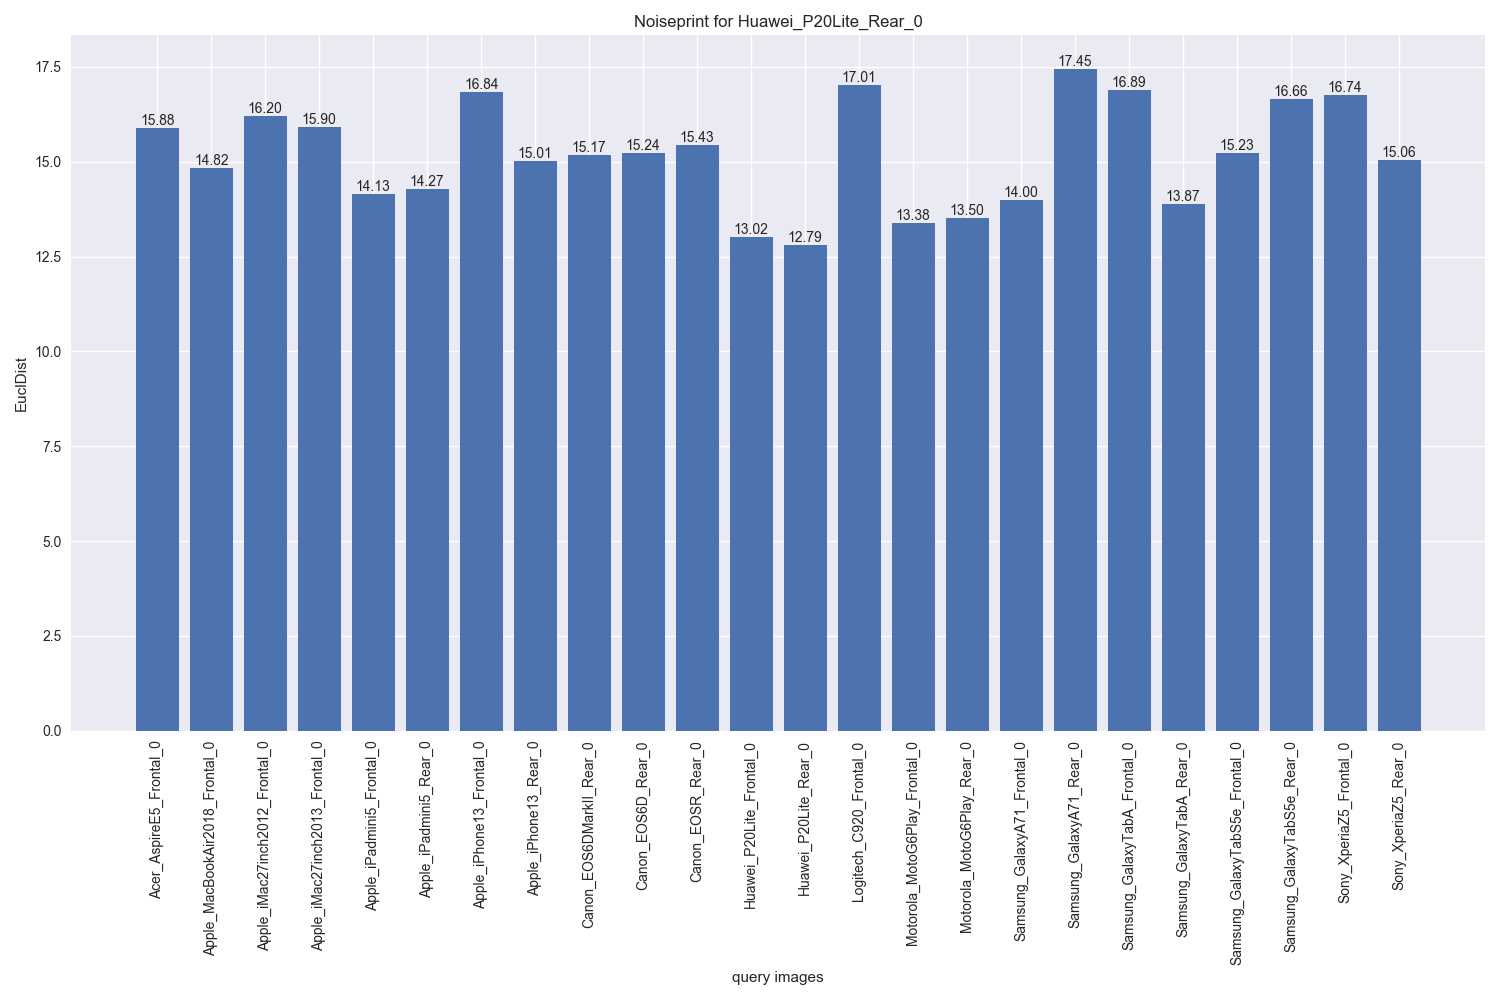 Noiseprint for Huawei_P20Lite_Rear_0
EuclDist
17.5
15.0
12.5
10.0
7.5
5.0
2.5
0.0
15.88
14.82
16.20
15.90
14.13
14.27
16.84
15.01
15.17
15.24
15.43
13.02
12.79
17.01
13.38
13.50
14.00
17.45
16.89
13.87
15.23
16.66
16.74
15.06
Acer_AspireE5_Frontal_0
Apple_MacBookAir2018_Frontal_0
Apple_iMac27inch2012_Frontal_0
Apple_iMac27inch2013_Frontal_0
Apple_iPadmini5_Frontal_0
Apple_iPadmini5_Rear_0
Apple_iPhone13_Frontal_0
Apple_iPhone13_Rear_0
Canon_EOS6DMarkII_Rear_0
Canon_EOS6D_Rear_0
Canon_EOSR_Rear_0
Huawei_P20Lite_Frontal_0
Huawei_P20Lite_Rear_0
Logitech_C920_Frontal_0
Motorola_MotoG6Play_Frontal_0
Motorola_MotoG6Play_Rear_0
Samsung_GalaxyA71_Frontal_0
Samsung_GalaxyA71_Rear_0
Samsung_GalaxyTabA_Frontal_0
Samsung_GalaxyTabA_Rear_0
Samsung_GalaxyTabS5e_Frontal_0
Samsung_GalaxyTabS5e_Rear_0
Sony_XperiaZ5_Frontal_0
Sony_XperiaZ5_Rear_0
query images